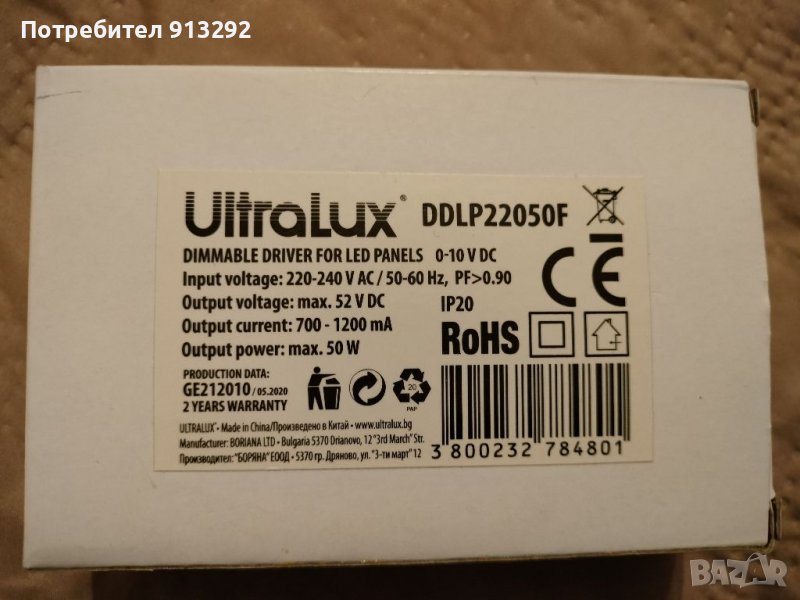 Потребител 913292
UltraLux® DDLP22050F
DIMMABLE DRIVER FOR LED PANELS 0-10 V DC
Input voltage: 220-240 V AC / 50-60 Hz, PF>0.90
Output voltage: max. 52 V DC IP20
Output current: 700 - 1200 mA
Output power: max. 50 W
CE
RoHS
PRODUCTION DATA:
GE212010 / 05.2020
2 YEARS WARRANTY
20
PAP
ULTRALUX® • Made in China/Произведено в Китай • www.ultralux.bg
Manufacturer: BORIANA LTD • Bulgaria 5370 Drianovo, 12 "3rd March" Str.
Производител: "БОРЯНА" ЕООД • 5370 гр. Дряново, ул. "3-ти март" 12
3 800232 784801
BAZAR